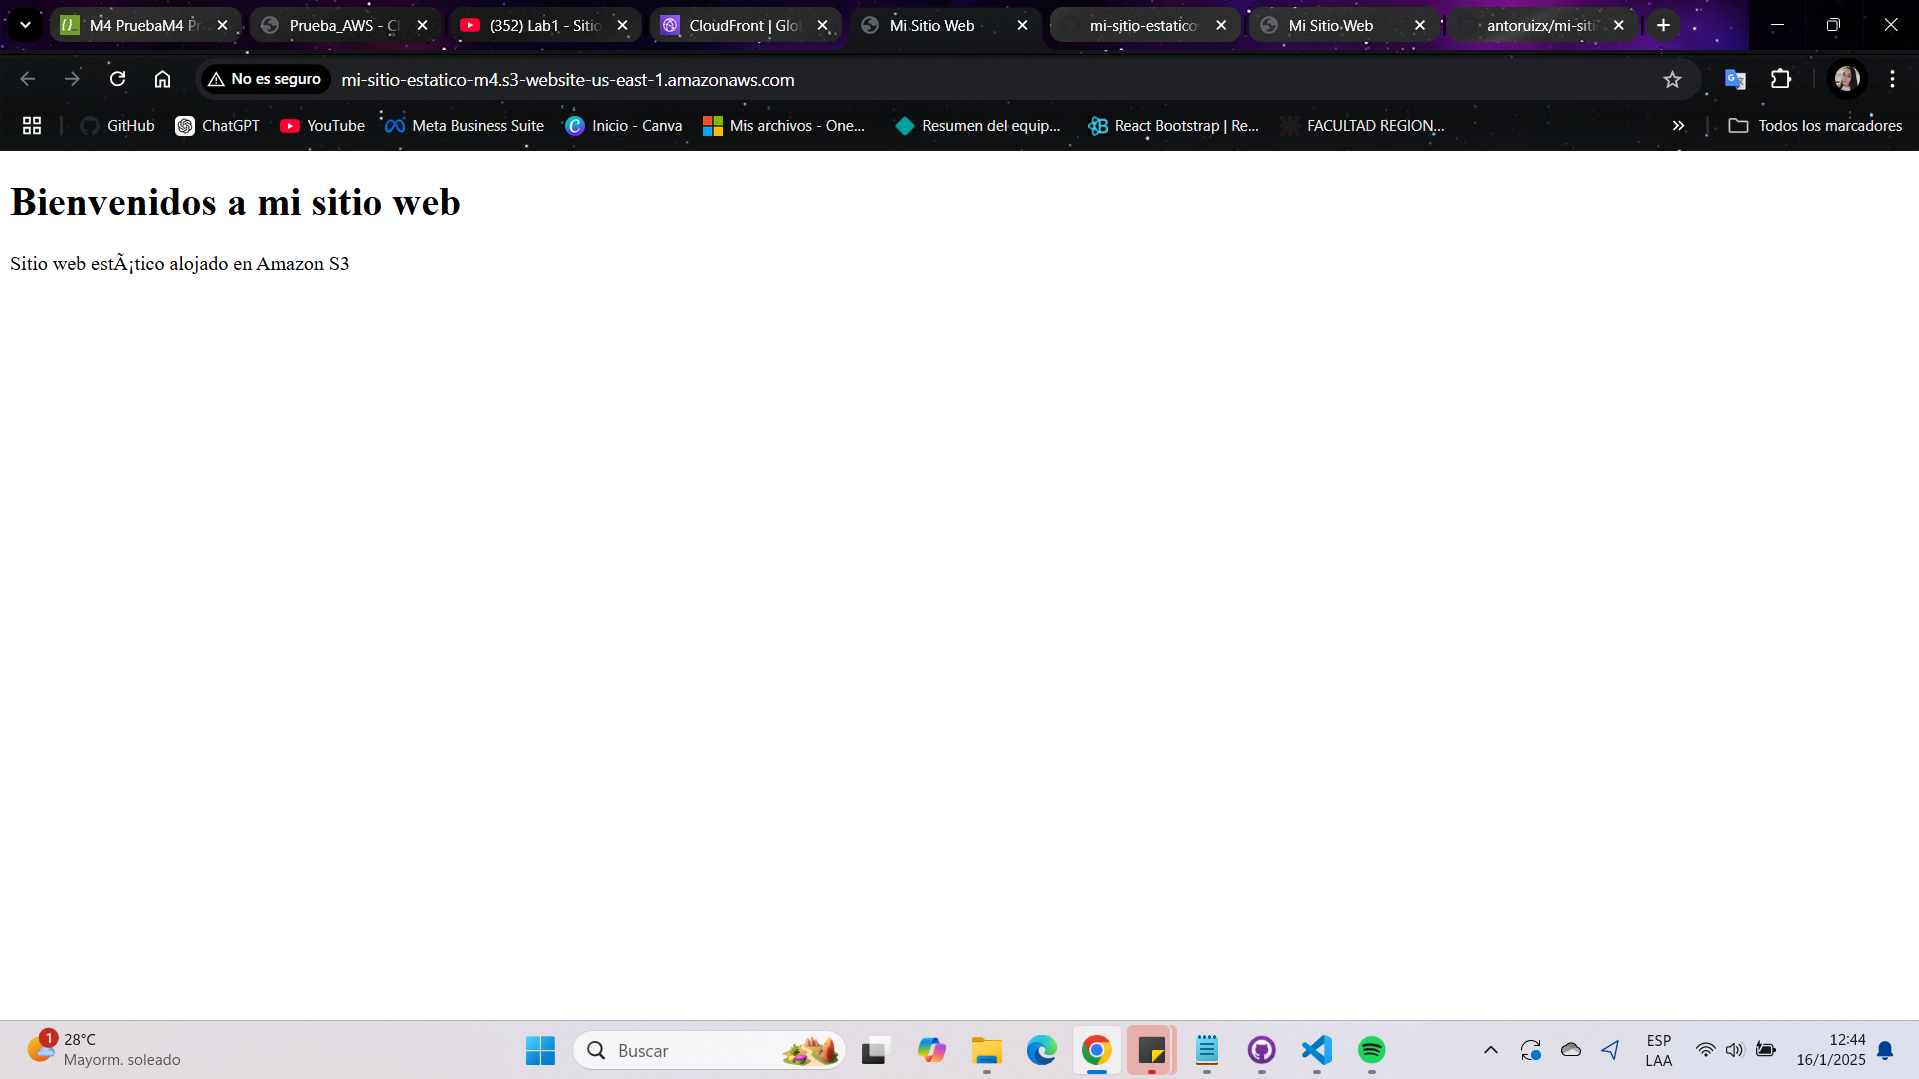 M4 PruebaM4 Pr
Prueba_AWS - Cl
(352) Lab1 - Sitio
CloudFront | Glo
Mi Sitio Web
mi-sitio-estatico
Mi Sitio Web
antoruizx/mi-siti
No es seguro
mi-sitio-estatico-m4.s3-website-us-east-1.amazonaws.com
GitHub
ChatGPT
YouTube
Meta Business Suite
Inicio - Canva
Mis archivos - One...
Resumen del equip...
React Bootstrap | Re...
FACULTAD REGION...
Todos los marcadores
Bienvenidos a mi sitio web
Sitio web estÃ¡tico alojado en Amazon S3
1
28°C
Mayorm. soleado
Buscar
ESP
LAA
12:44
16/1/2025